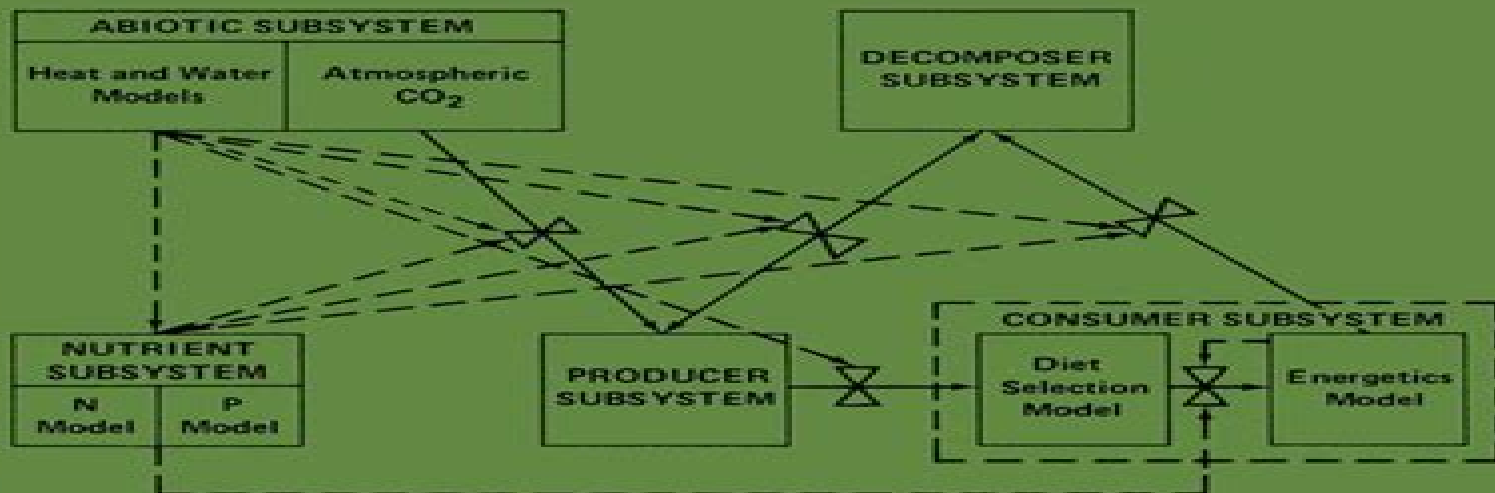 ABIOTIC SUBSYSTEM
Heat and Water
Models
Atmospheric
CO₂
DECOMPOSER
SUBSYSTEM
NUTRIENT
SUBSYSTEM
N
Model
P
Model
PRODUCER
SUBSYSTEM
CONSUMER SUBSYSTEM
Diet
Selection
Model
Energetics
Model